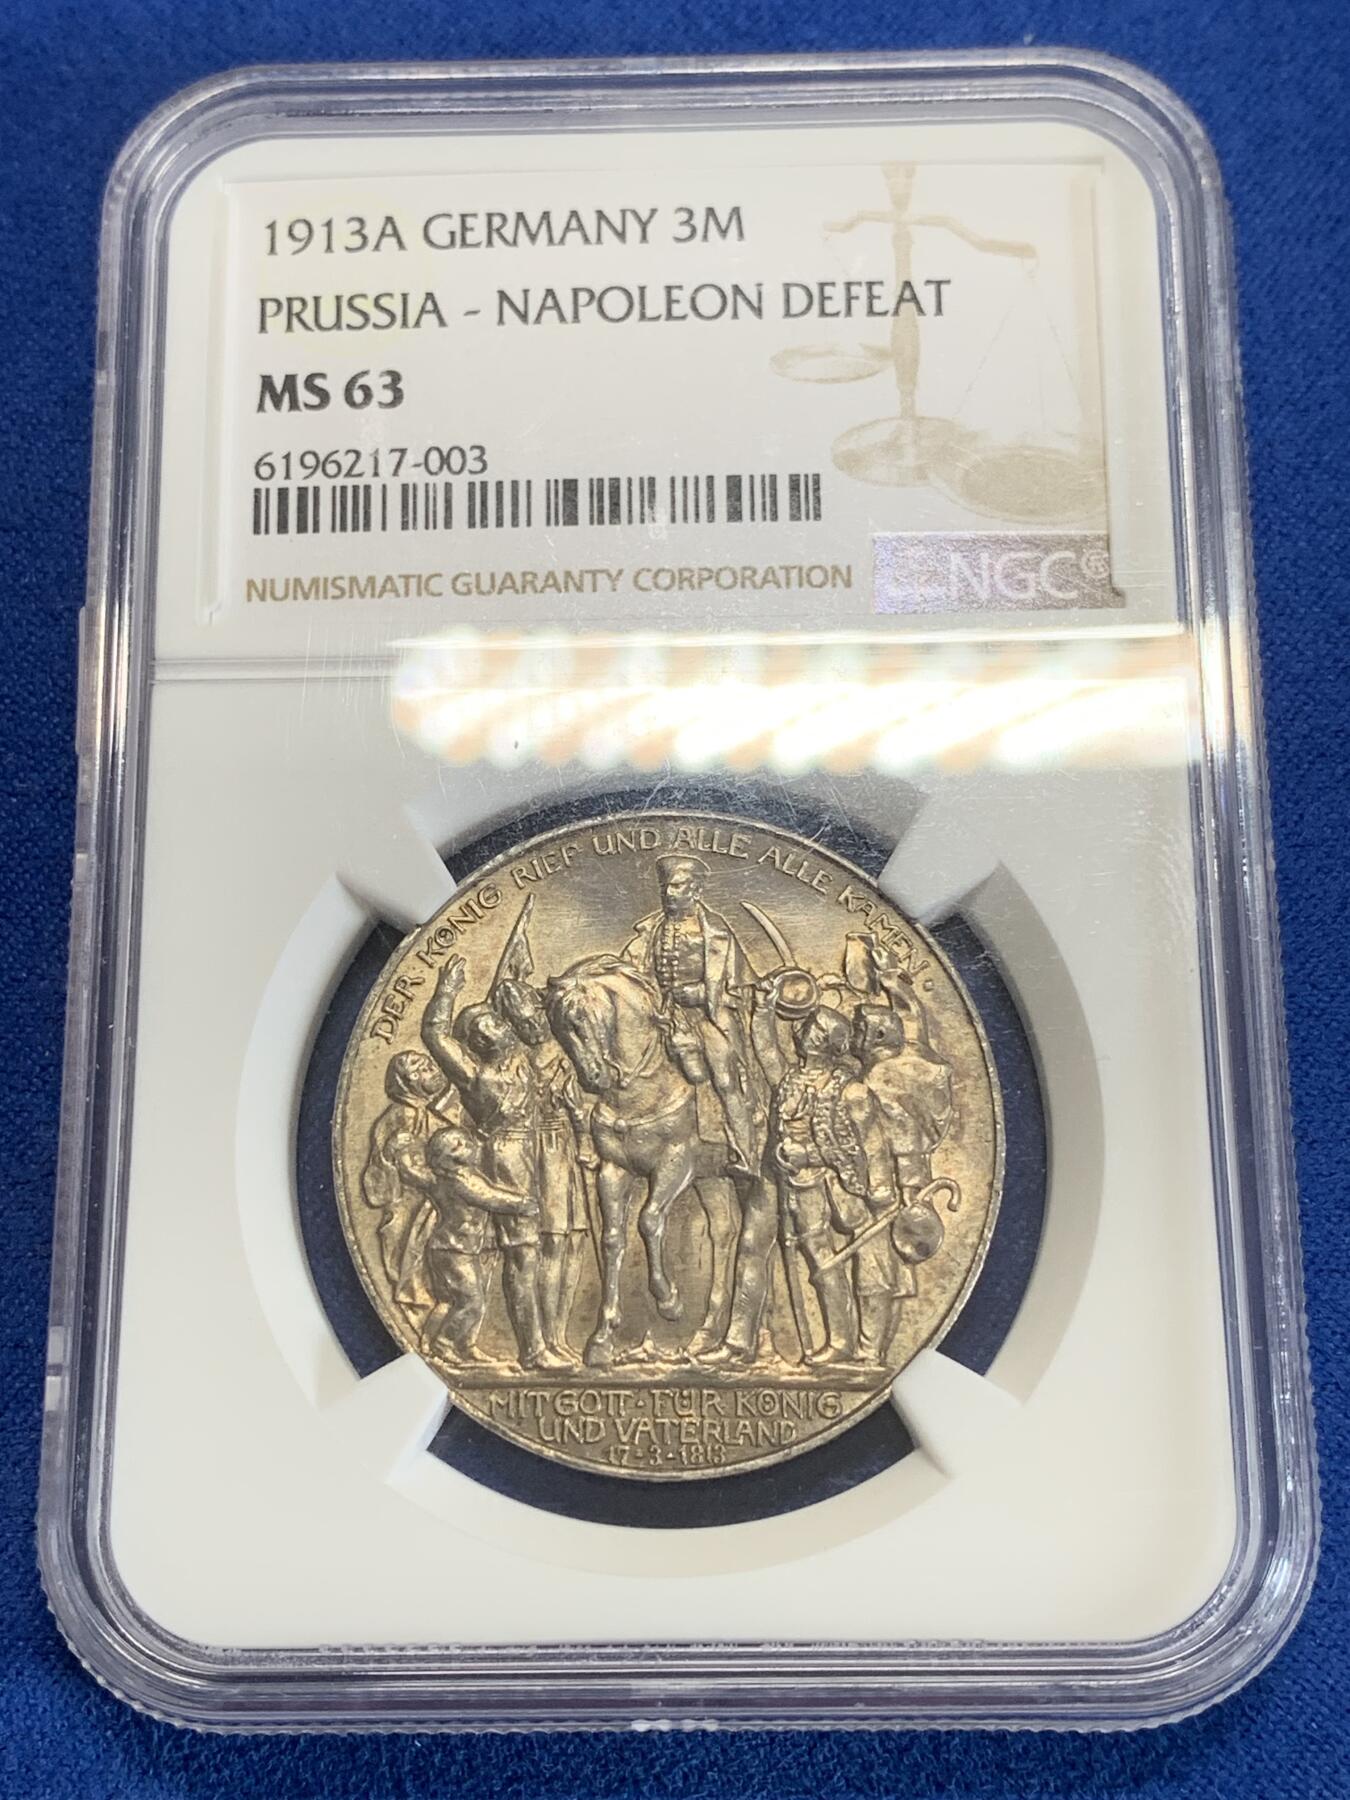 1913A GERMANY 3M
PRUSSIA - NAPOLEON DEFEAT
MS 63
6196217-003
NUMISMATIC GUARANTY CORPORATION
NGC®
DER KÖNIG RIEF UND ALLE ALLE KAMEN.
MIT GOTT·FÜR KÖNIG
UND VATERLAND
17·3·1813